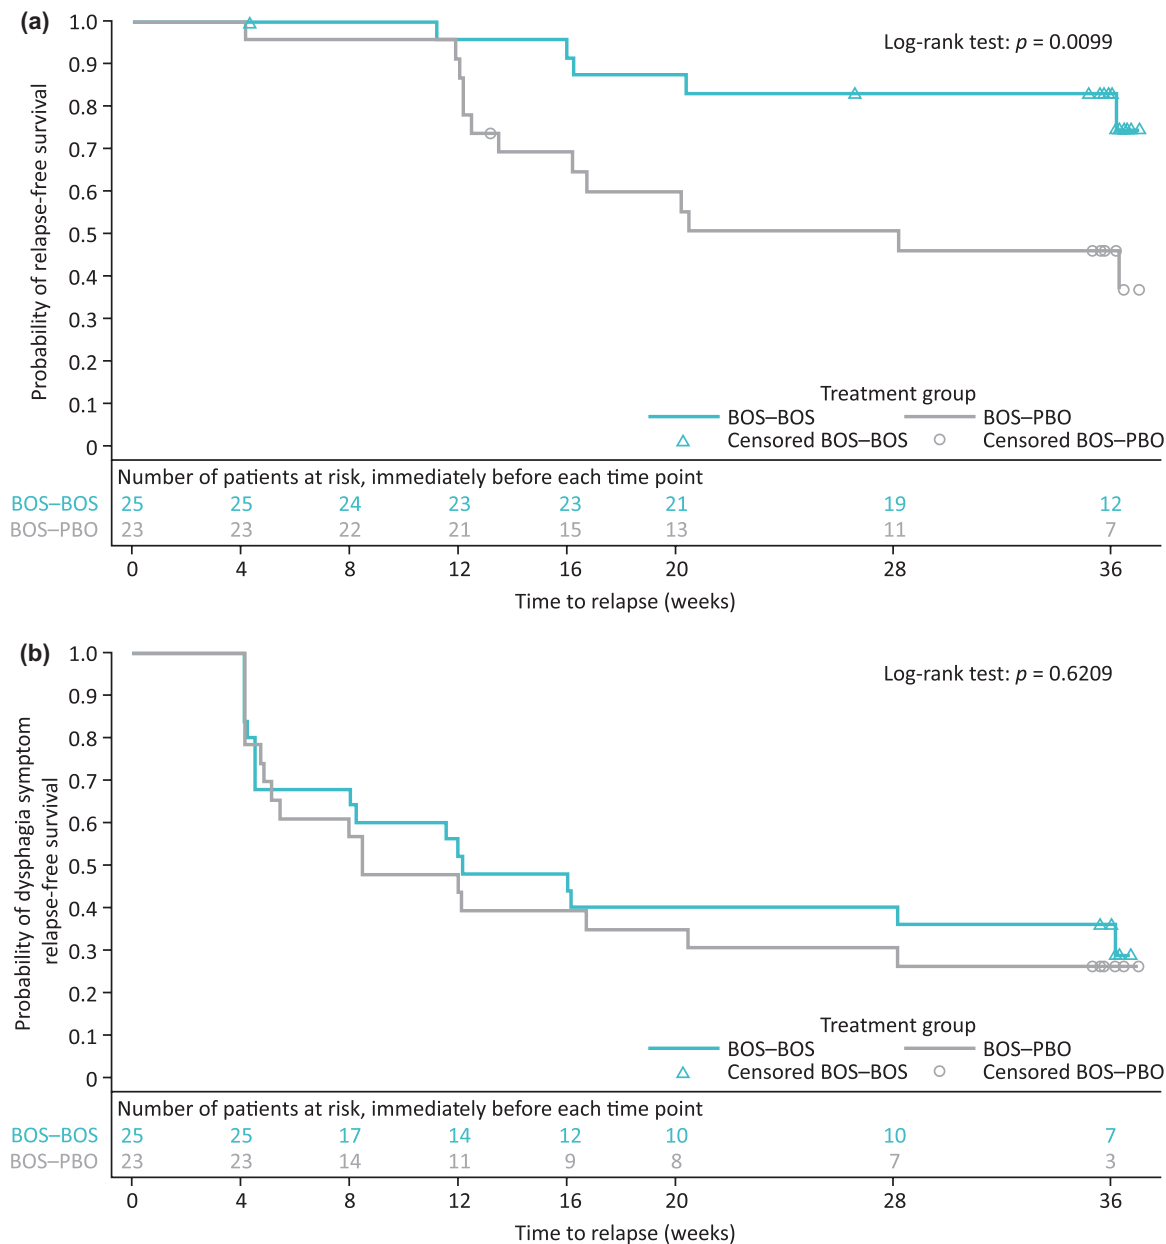 (a)
Probability of relapse-free survival
1.0
0.9
0.8
0.7
0.6
0.5
0.4
0.3
0.2
0.1
0
Log-rank test: p = 0.0099
Treatment group
BOS–BOS BOS–PBO
Censored BOS–BOS Censored BOS–PBO
Number of patients at risk, immediately before each time point
BOS–BOS 25 25 24 23 23 21 19 12
BOS–PBO 23 23 22 21 15 13 11 7
0 4 8 12 16 20 28 36
Time to relapse (weeks)
(b)
Probability of dysphagia symptom
relapse-free survival
1.0
0.9
0.8
0.7
0.6
0.5
0.4
0.3
0.2
0.1
0
Log-rank test: p = 0.6209
Treatment group
BOS–BOS BOS–PBO
Censored BOS–BOS Censored BOS–PBO
Number of patients at risk, immediately before each time point
BOS–BOS 25 25 17 14 12 10 10 7
BOS–PBO 23 23 14 11 9 8 7 3
0 4 8 12 16 20 28 36
Time to relapse (weeks)